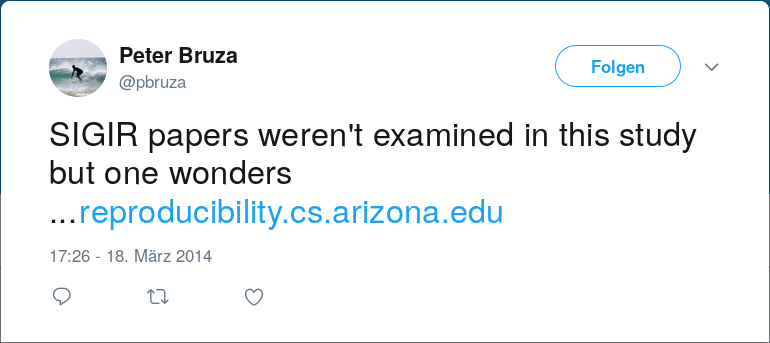 Peter Bruza
@pbruza
Folgen
SIGIR papers weren't examined in this study
but one wonders
...reproducibility.cs.arizona.edu
17:26 - 18. März 2014